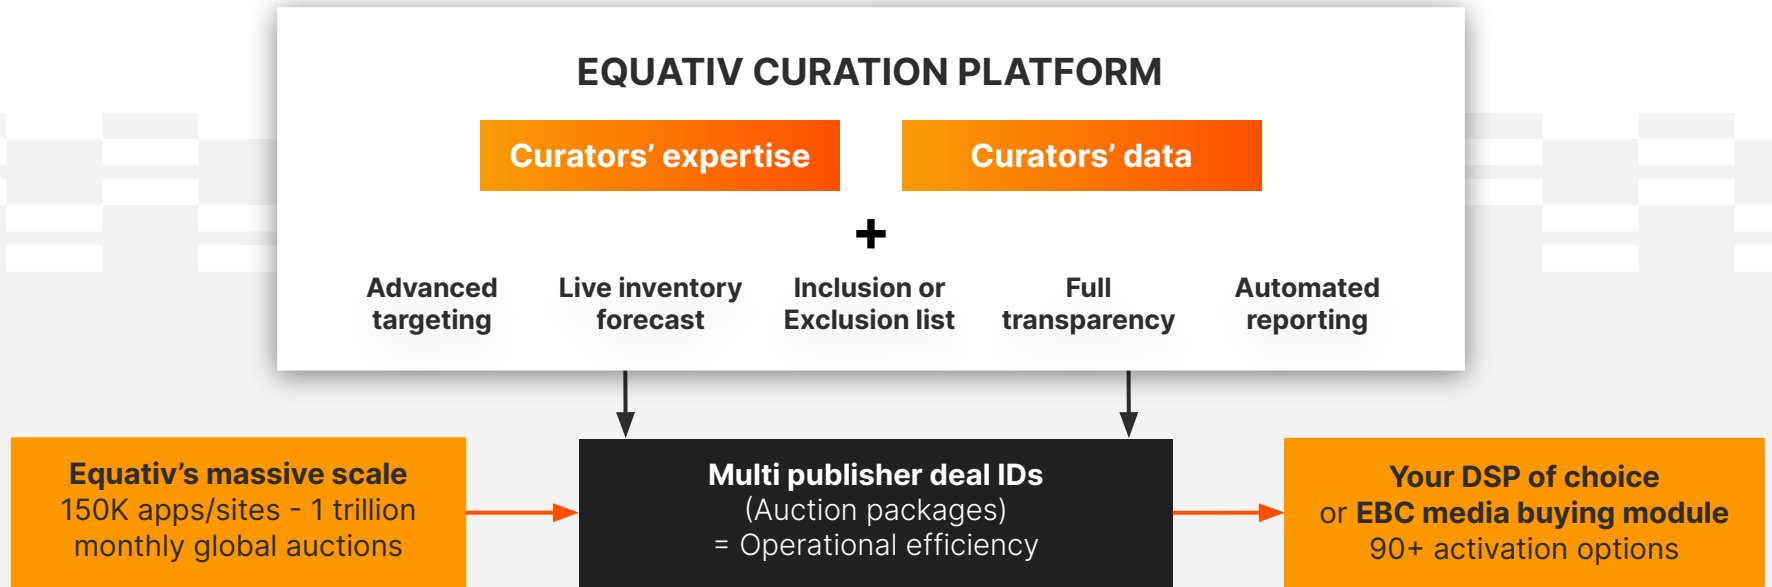 EQUATIV CURATION PLATFORM
Curators’ expertise
Curators’ data
+
Advanced
targeting
Live inventory
forecast
Inclusion or
Exclusion list
Full
transparency
Automated
reporting
Equativ’s massive scale
150K apps/sites - 1 trillion
monthly global auctions
Multi publisher deal IDs
(Auction packages)
= Operational efficiency
Your DSP of choice
or EBC media buying module
90+ activation options